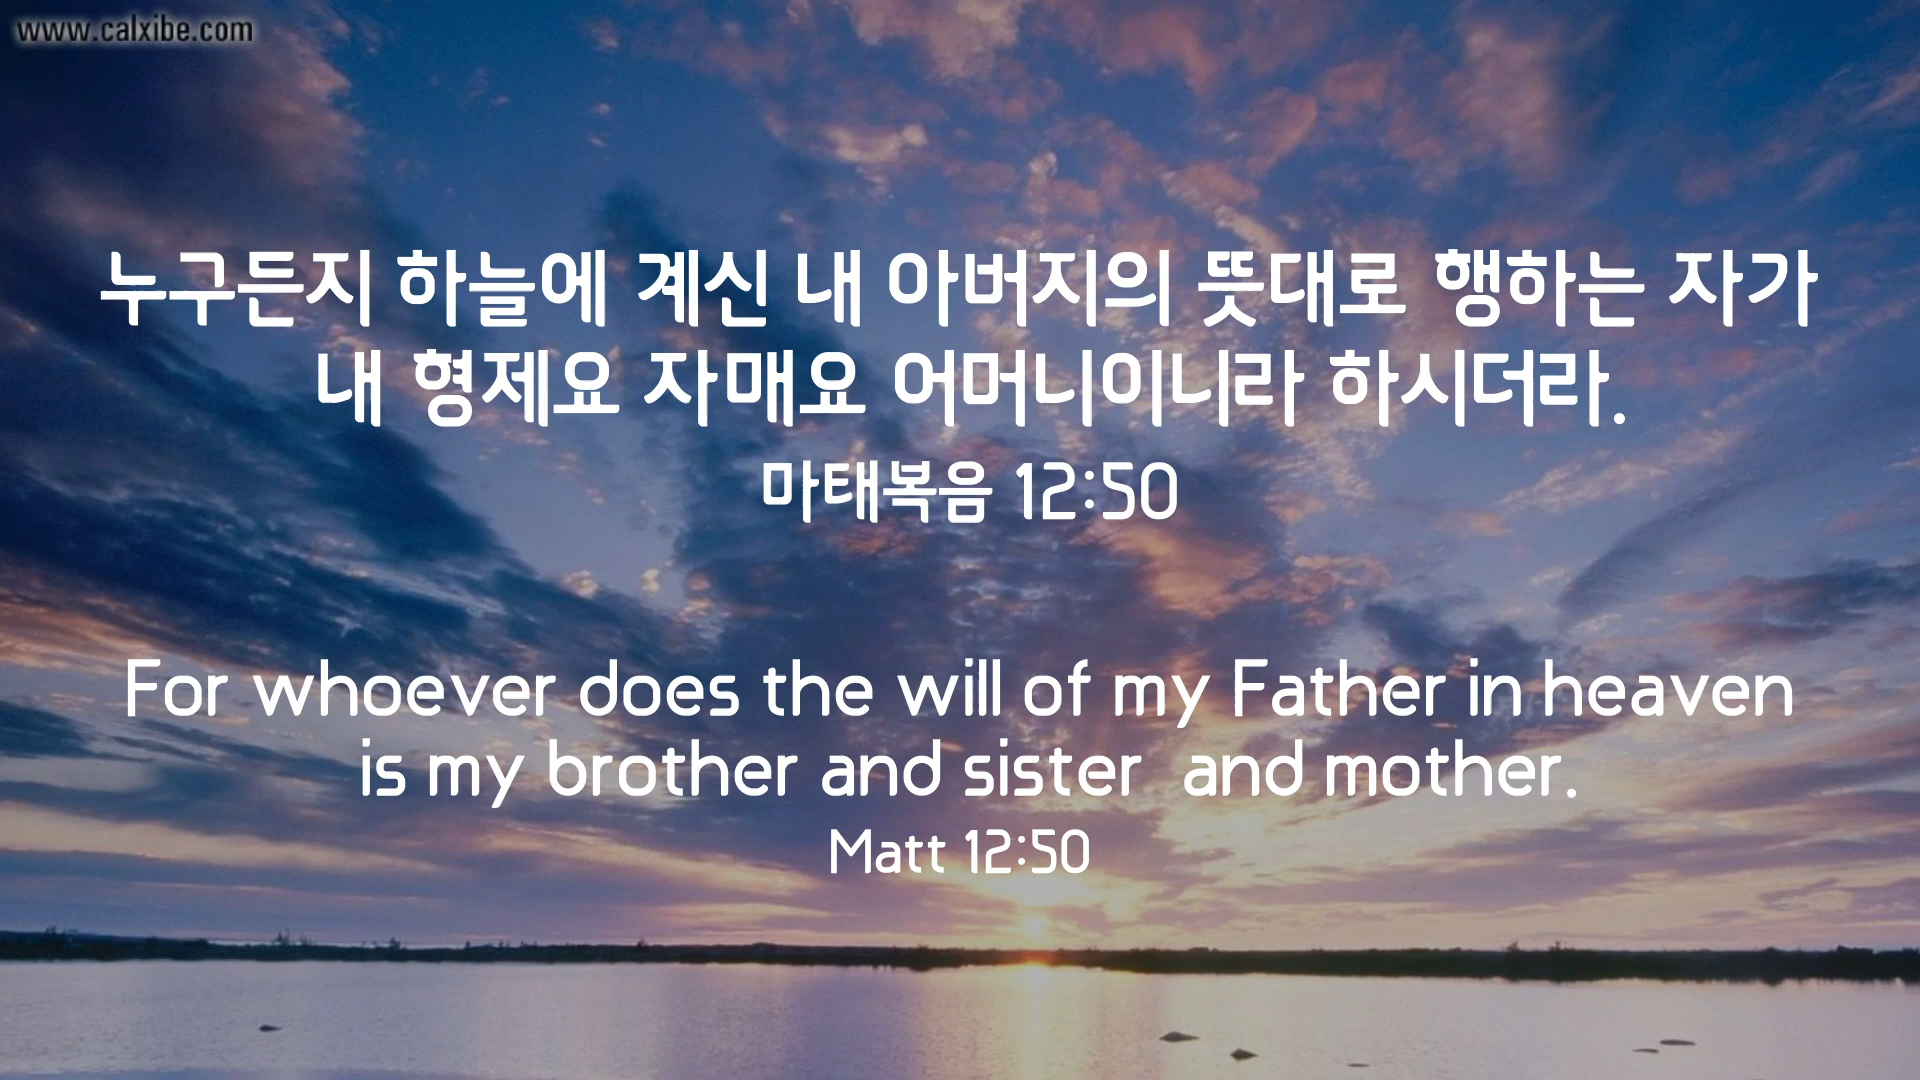 www.calxibe.com
누구든지 하늘에 계신 내 아버지의 뜻대로 행하는 자가
내 형제요 자매요 어머니이니라 하시더라.
마태복음 12:50
For whoever does the will of my Father in heaven
is my brother and sister  and mother.
Matt 12:50